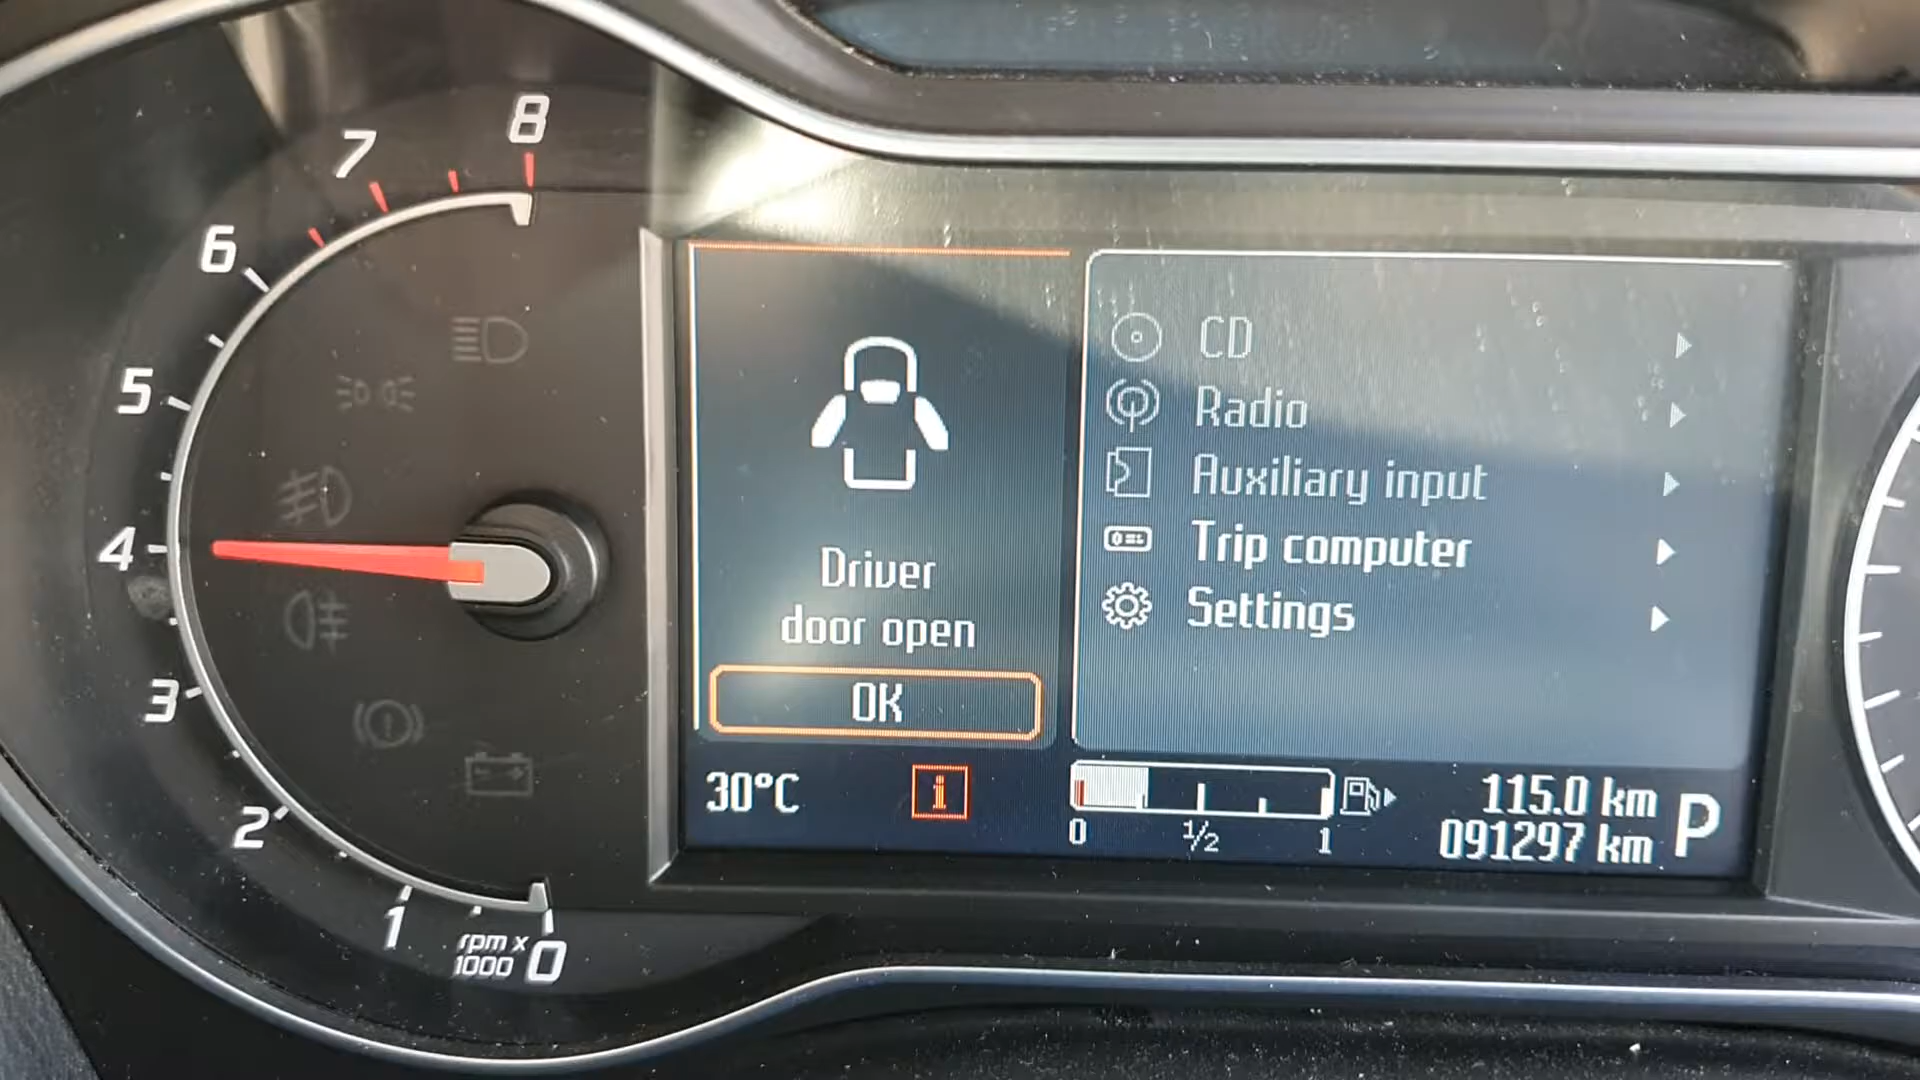 8
7
6
5
4
3
2
1
rpm x
1000
0
Driver
door open
OK
CD
Radio
Auxiliary input
Trip computer
Settings
30°C
i
0
1/2
1
115.0 km
091297 km
P